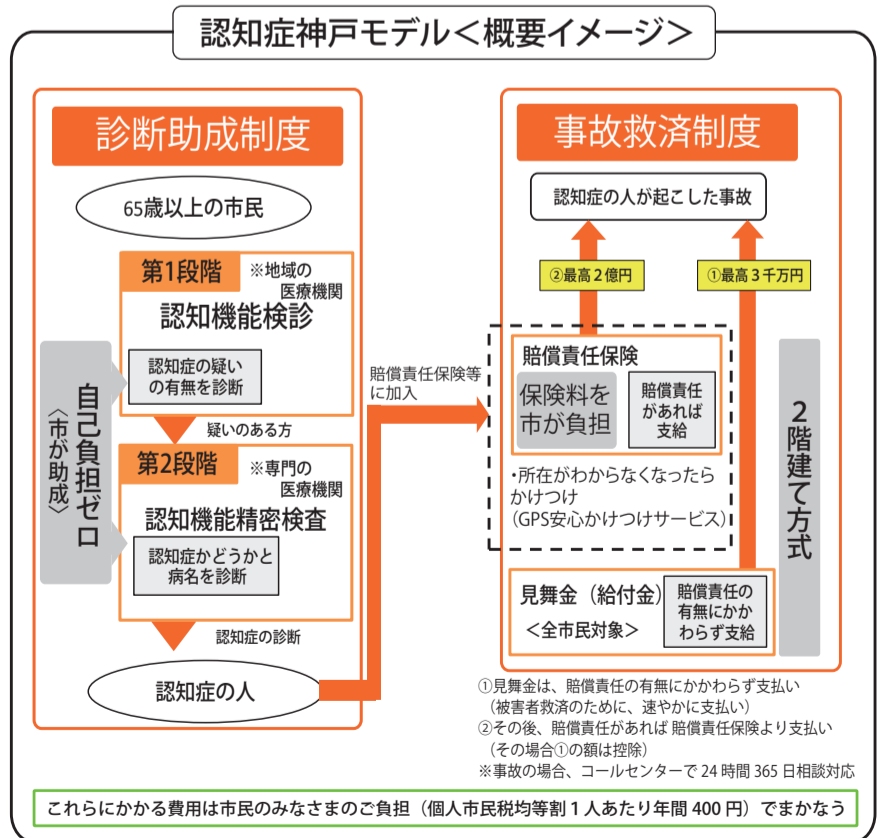 認知症神戸モデル＜概要イメージ＞
診断助成制度
65歳以上の市民
第1段階
※地域の
医療機関
認知機能検診
認知症の疑い
の有無を診断
自己負担ゼロ
〈市が助成〉
疑いのある方
第2段階
※専門の
医療機関
認知機能精密検査
認知症かどうかと
病名を診断
認知症の診断
認知症の人
賠償責任保険等
に加入
事故救済制度
認知症の人が起こした事故
②最高２億円
①最高３千万円
賠償責任保険
保険料を
市が負担
賠償責任
があれば
支給
・所在がわからなくなったら
かけつけ
（GPS安心かけつけサービス）
２階建て方式
見舞金（給付金）
＜全市民対象＞
賠償責任の
有無にかか
わらず支給
①見舞金は、賠償責任の有無にかかわらず支払い
（被害者救済のために、速やかに支払い）
②その後、賠償責任があれば 賠償責任保険より支払い
（その場合①の額は控除）
※事故の場合、コールセンターで 24 時間 365 日相談対応
これらにかかる費用は市民のみなさまのご負担（個人市民税均等割１人あたり年間 400 円）でまかなう